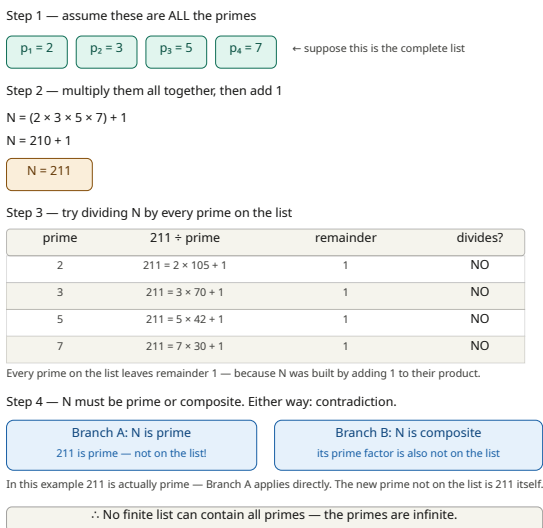 Step 1 — assume these are ALL the primes
p₁ = 2 p₂ = 3 p₃ = 5 p₄ = 7 ← suppose this is the complete list
Step 2 — multiply them all together, then add 1
N = (2 × 3 × 5 × 7) + 1
N = 210 + 1
N = 211
Step 3 — try dividing N by every prime on the list
prime 211 ÷ prime remainder divides?
2 211 = 2 × 105 + 1 1 NO
3 211 = 3 × 70 + 1 1 NO
5 211 = 5 × 42 + 1 1 NO
7 211 = 7 × 30 + 1 1 NO
Every prime on the list leaves remainder 1 — because N was built by adding 1 to their product.
Step 4 — N must be prime or composite. Either way: contradiction.
Branch A: N is prime Branch B: N is composite
211 is prime — not on the list! its prime factor is also not on the list
In this example 211 is actually prime — Branch A applies directly. The new prime not on the list is 211 itself.
∴ No finite list can contain all primes — the primes are infinite.